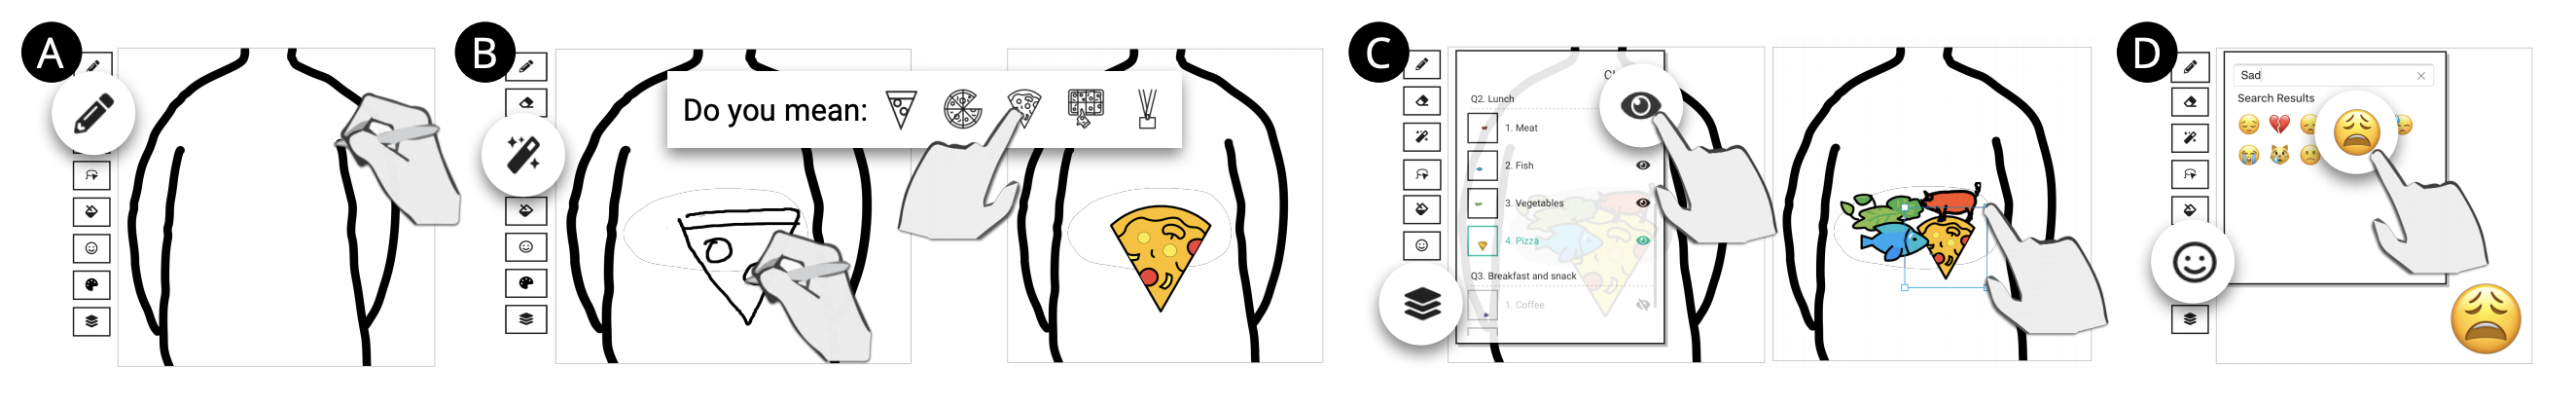 A
B
Do you mean:
C
Q2. Lunch
1. Meat
2. Fish
3. Vegetables
4. Pizza
Q3. Breakfast and snack
1. Coffee
D
Sad
Search Results